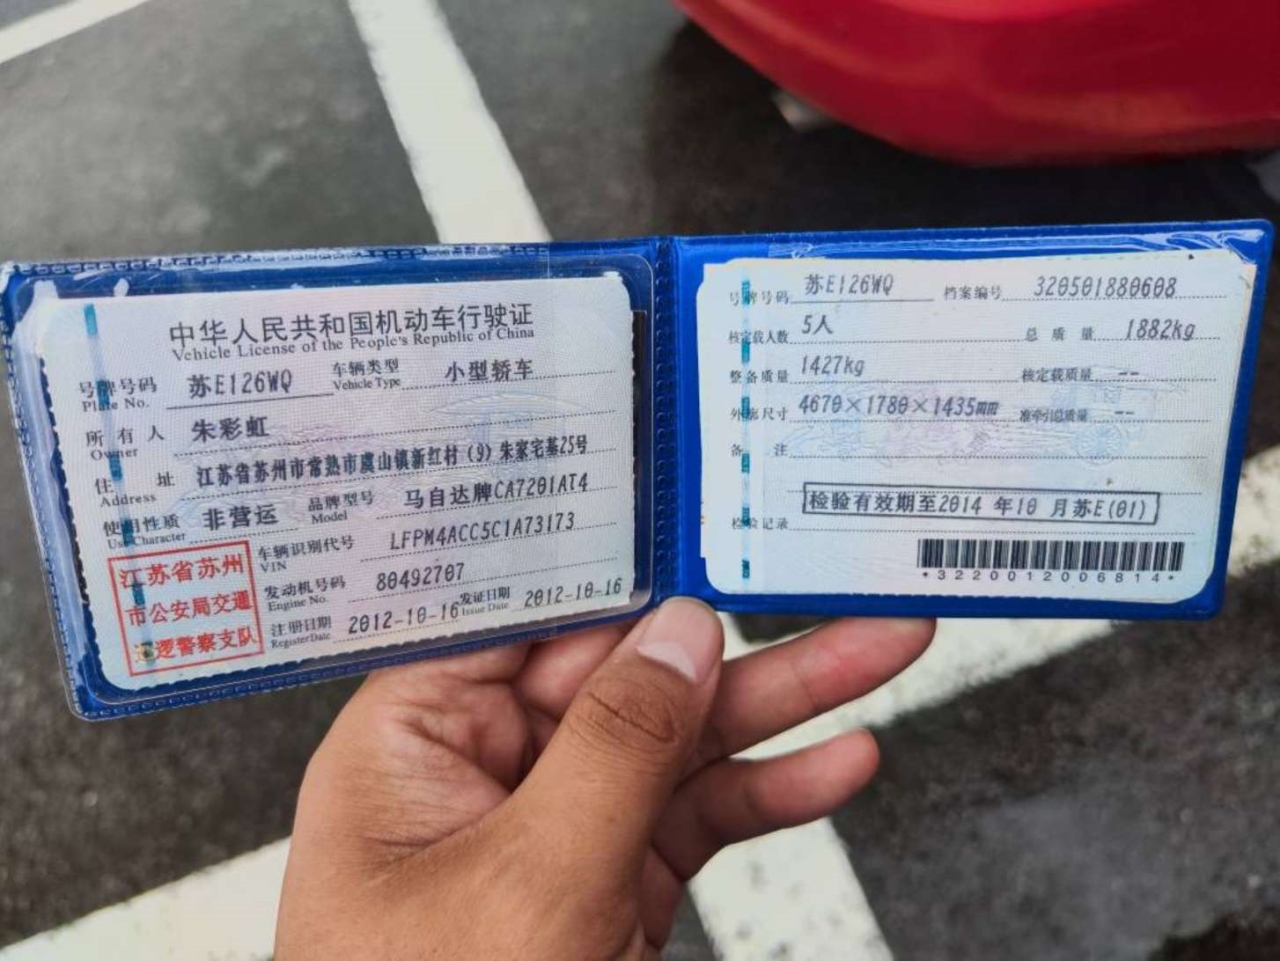 中华人民共和国机动车行驶证
Vehicle License of the People's Republic of China
号牌号码 苏E126WQ 车辆类型 小型轿车
Plate No. Vehicle Type
所有人 朱彩虹
Owner
住址 江苏省苏州市常熟市虞山镇新红村(9)朱家宅基25号
Address
使用性质 非营运 品牌型号 马自达牌CA7201AT4
Use Character Model
江苏省苏州
市公安局交通
巡逻警察支队
车辆识别代号 LFPM4ACC5C1A73173
VIN
发动机号码 80492707
Engine No.
注册日期 2012-10-16 发证日期 2012-10-16
Register Date Issue Date
号牌号码 苏E126WQ 档案编号 320501880608
核定载人数 5人 总质量 1882kg
整备质量 1427kg 核定载质量 --
外廓尺寸 4670×1780×1435mm 准牵引总质量 --
备注
检验有效期至2014 年10 月苏E(01)
检验记录
*3220012006814*